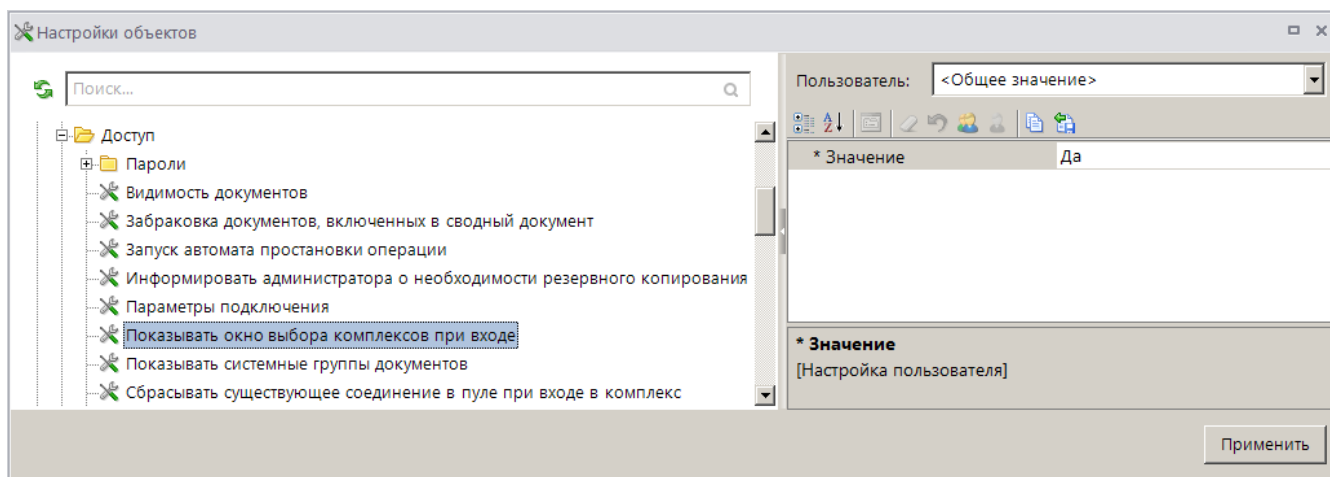 Настройки объектов
Поиск...
Доступ
Пароли
Видимость документов
Забраковка документов, включенных в сводный документ
Запуск автомата простановки операции
Информировать администратора о необходимости резервного копирования
Параметры подключения
Показывать окно выбора комплексов при входе
Показывать системные группы документов
Сбрасывать существующее соединение в пуле при входе в комплекс
Пользователь: <Общее значение>
* Значение Да
* Значение
[Настройка пользователя]
Применить